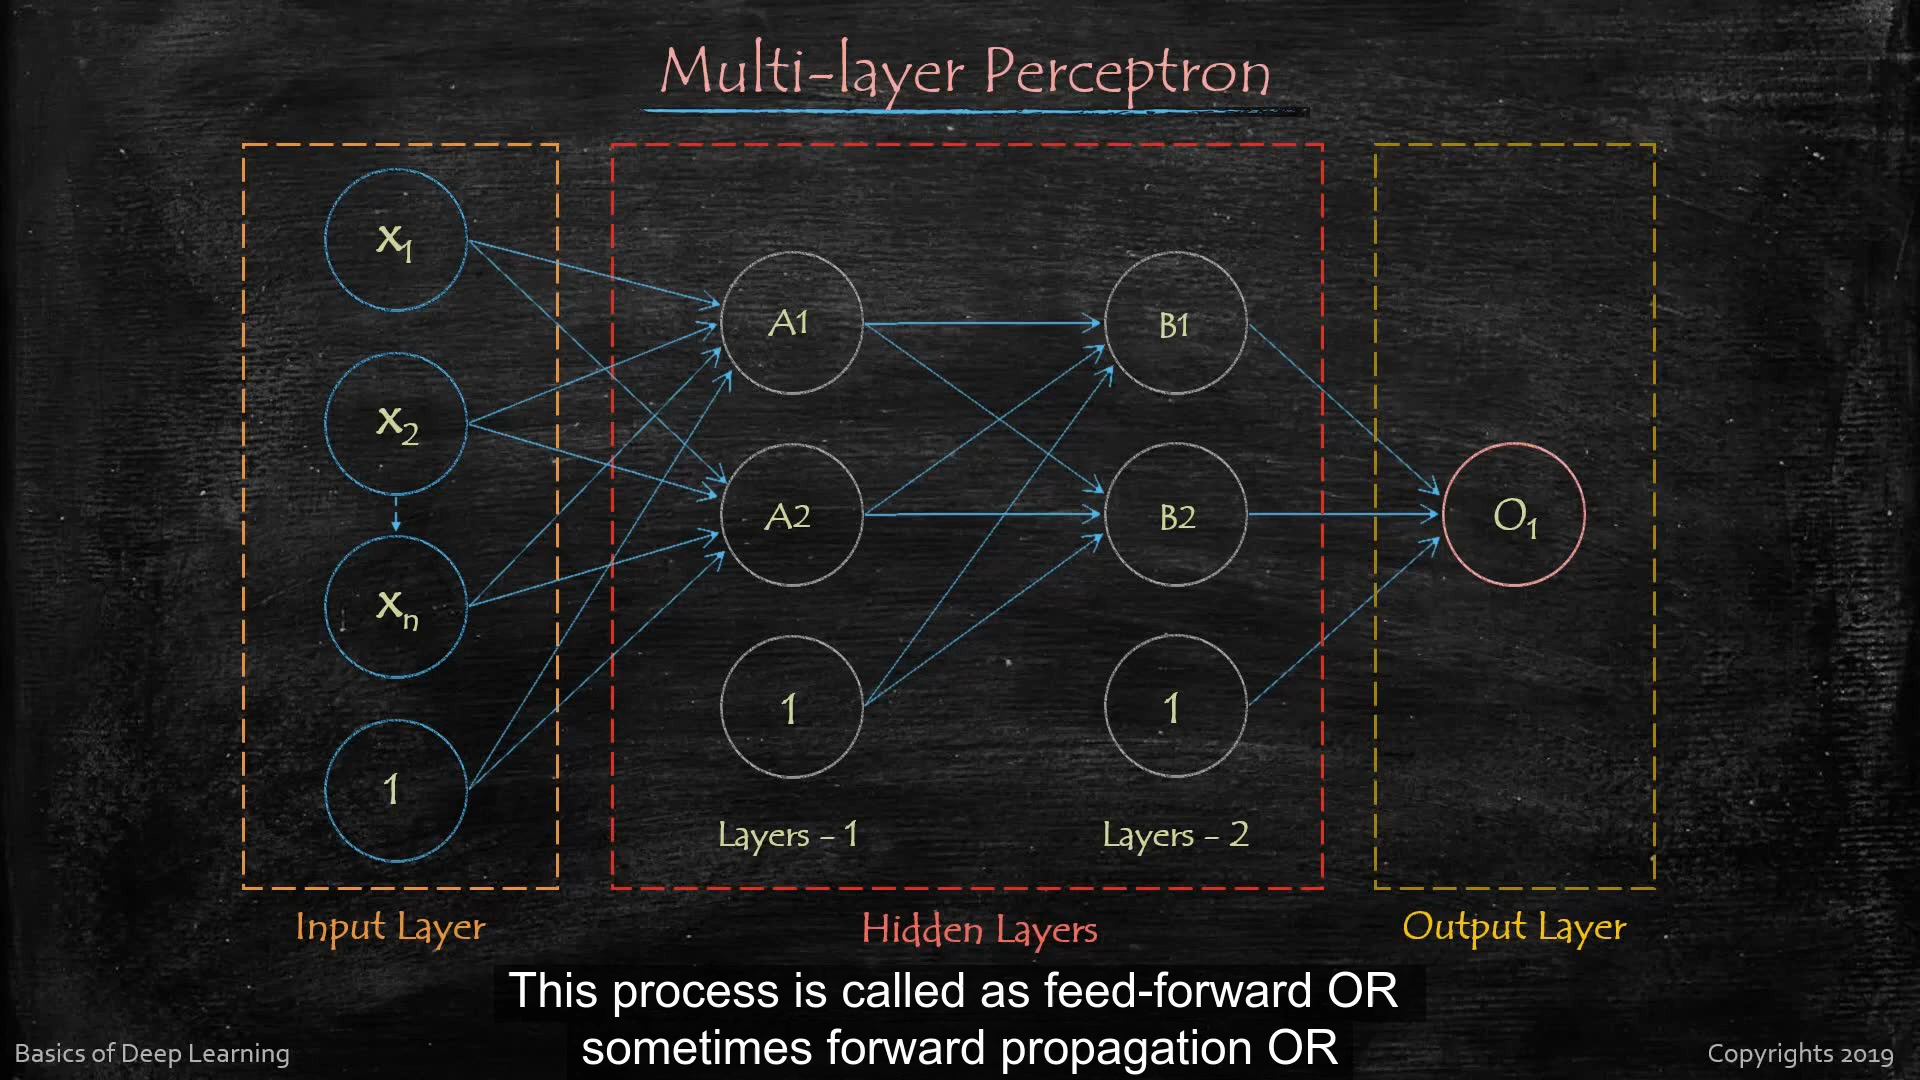 Multi-layer Perceptron
x1
x2
xn
1
A1
A2
1
Layers - 1
B1
B2
1
Layers - 2
O1
Input Layer
Hidden Layers
Output Layer
This process is called as feed-forward OR
sometimes forward propagation OR
Basics of Deep Learning
Copyrights 2019